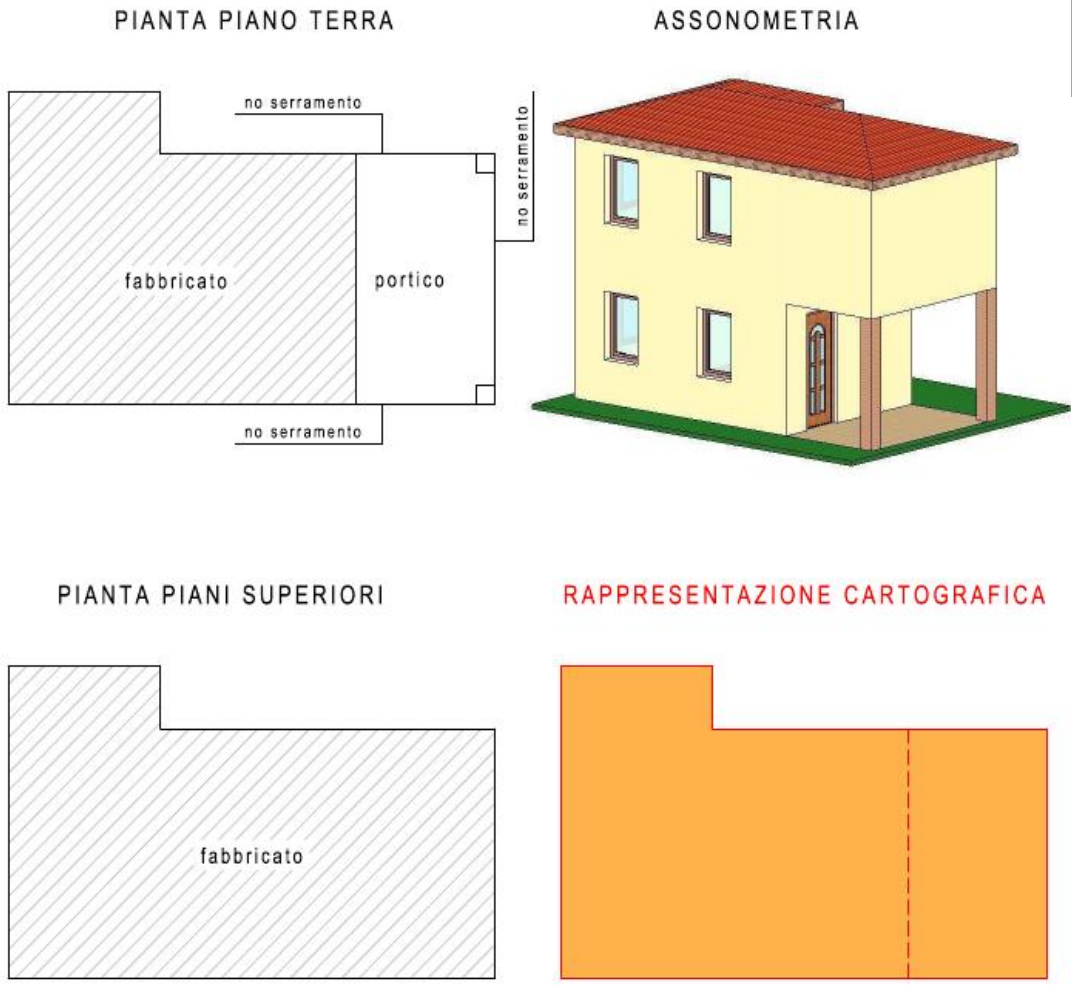 PIANTA PIANO TERRA
ASSONOMETRIA
no serramento
no serramento
fabbricato
portico
no serramento
PIANTA PIANI SUPERIORI
RAPPRESENTAZIONE CARTOGRAFICA
fabbricato